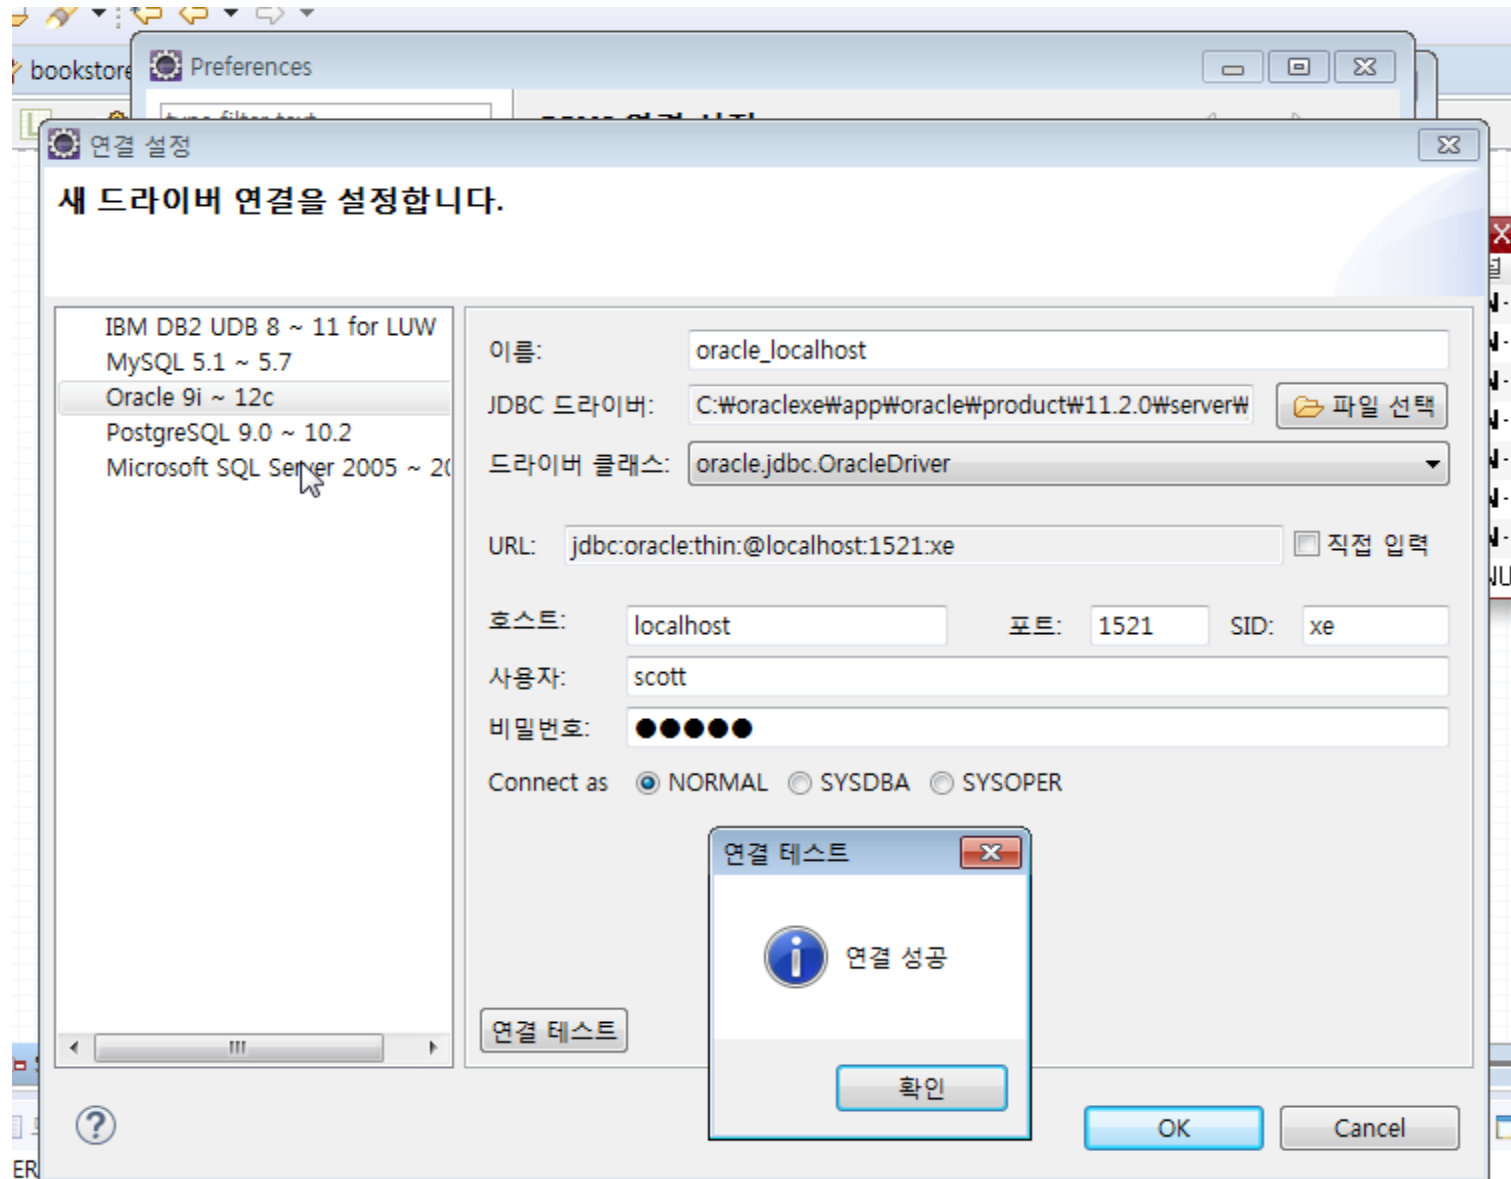 bookstore
Preferences
type filter text
연결 설정
새 드라이버 연결을 설정합니다.
IBM DB2 UDB 8 ~ 11 for LUW
MySQL 5.1 ~ 5.7
Oracle 9i ~ 12c
PostgreSQL 9.0 ~ 10.2
Microsoft SQL Server 2005 ~ 20
이름: oracle_localhost
JDBC 드라이버: C:₩oraclexe₩app₩oracle₩product₩11.2.0₩server₩ 파일 선택
드라이버 클래스: oracle.jdbc.OracleDriver
URL: jdbc:oracle:thin:@localhost:1521:xe 직접 입력
호스트: localhost 포트: 1521 SID: xe
사용자: scott
비밀번호: ●●●●●
Connect as NORMAL SYSDBA SYSOPER
연결 테스트
연결 성공
연결 테스트
확인
OK Cancel